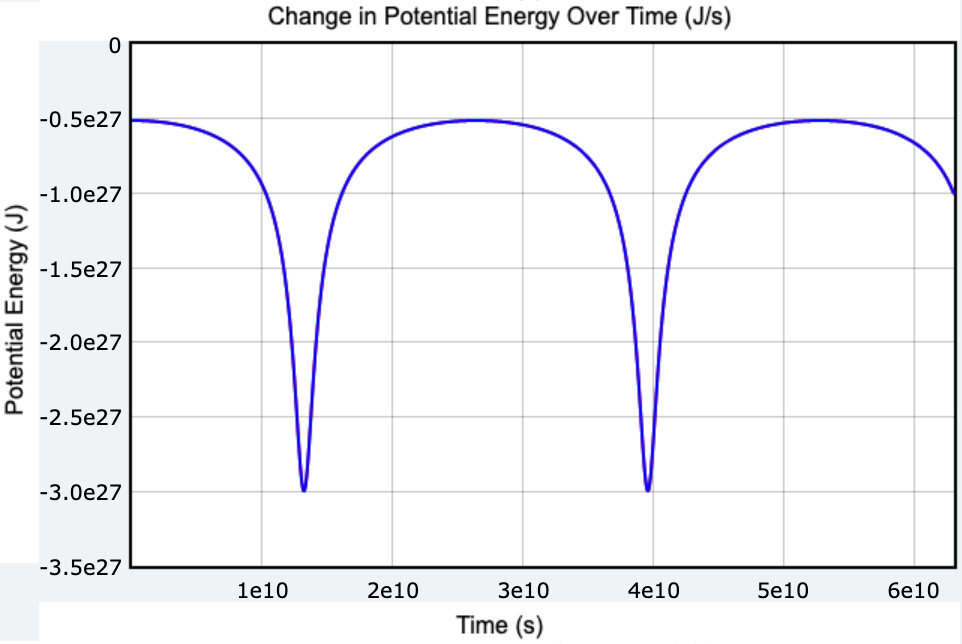 Change in Potential Energy Over Time (J/s)
0
-0.5e27
-1.0e27
-1.5e27
-2.0e27
-2.5e27
-3.0e27
-3.5e27
Potential Energy (J)
1e10 2e10 3e10 4e10 5e10 6e10
Time (s)